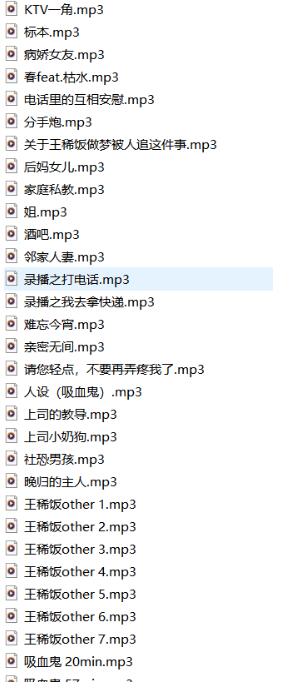 KTV一角.mp3
标本.mp3
病娇女友.mp3
春feat.枯水.mp3
电话里的互相安慰.mp3
分手炮.mp3
关于王稀饭做梦被人追这件事.mp3
后妈女儿.mp3
家庭私教.mp3
姐.mp3
酒吧.mp3
邻家人妻.mp3
录播之打电话.mp3
录播之我去拿快递.mp3
难忘今宵.mp3
亲密无间.mp3
请您轻点，不要再弄疼我了.mp3
人设（吸血鬼）.mp3
上司的教导.mp3
上司小奶狗.mp3
社恐男孩.mp3
晚归的主人.mp3
王稀饭other 1.mp3
王稀饭other 2.mp3
王稀饭other 3.mp3
王稀饭other 4.mp3
王稀饭other 5.mp3
王稀饭other 6.mp3
王稀饭other 7.mp3
吸血鬼 20min.mp3